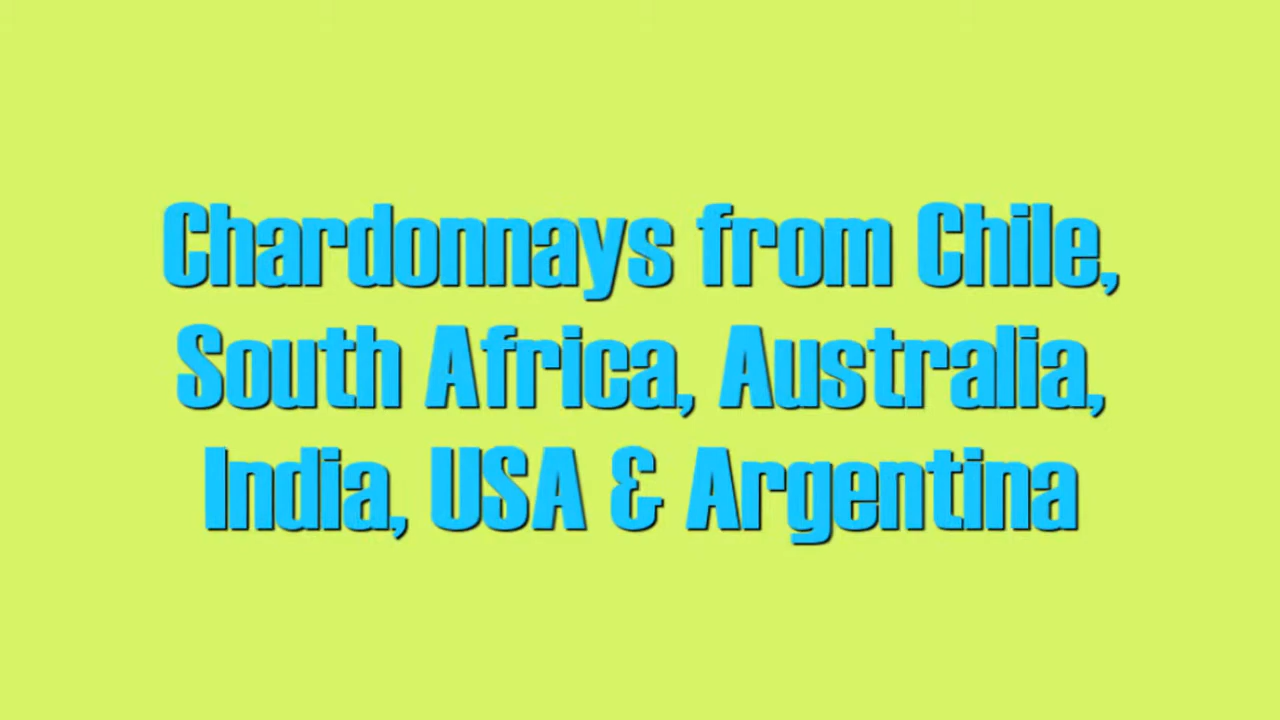 Chardonnays from Chile,
South Africa, Australia,
India, USA & Argentina